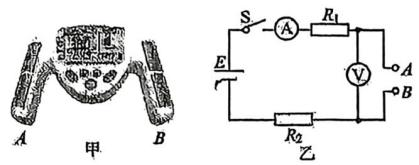 S A R₁
E V A
B
R₂
A 甲 B 乙